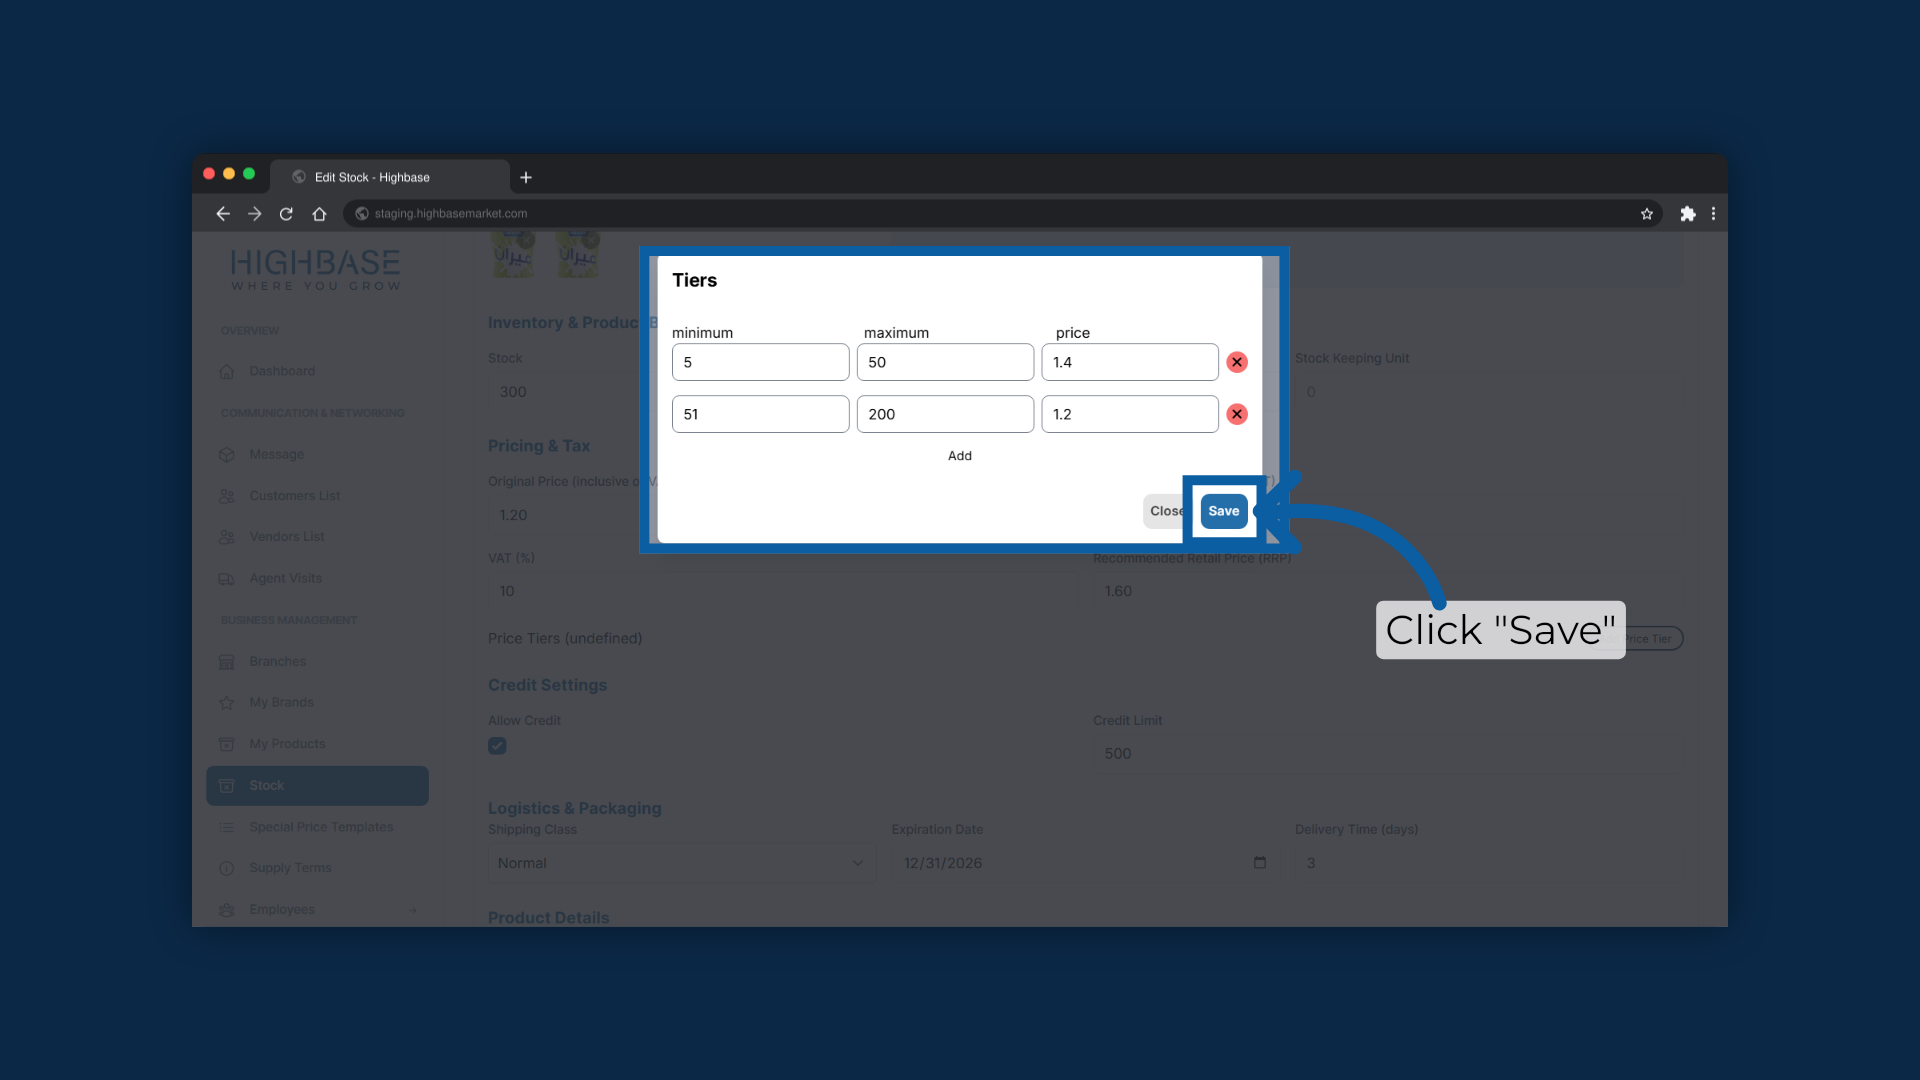 Edit Stock - Highbase
staging.highbasemarket.com
HIGHBASE
WHERE YOU GROW
OVERVIEW
Dashboard
COMMUNICATION & NETWORKING
Message
Customers List
Vendors List
Agent Visits
BUSINESS MANAGEMENT
Branches
My Brands
My Products
Stock
Special Price Templates
Supply Terms
Employees
Tiers
minimum maximum price
5 50 1.4
51 200 1.2
Add
Close Save
Inventory & Produc
Stock Stock Keeping Unit
300 0
Pricing & Tax
Original Price (inclusive o
1.20
VAT (%) Recommended Retail Price (RRP)
10 1.60
Price Tiers (undefined) Price Tier
Click "Save"
Credit Settings
Allow Credit Credit Limit
500
Logistics & Packaging
Shipping Class Expiration Date Delivery Time (days)
Normal 12/31/2026 3
Product Details